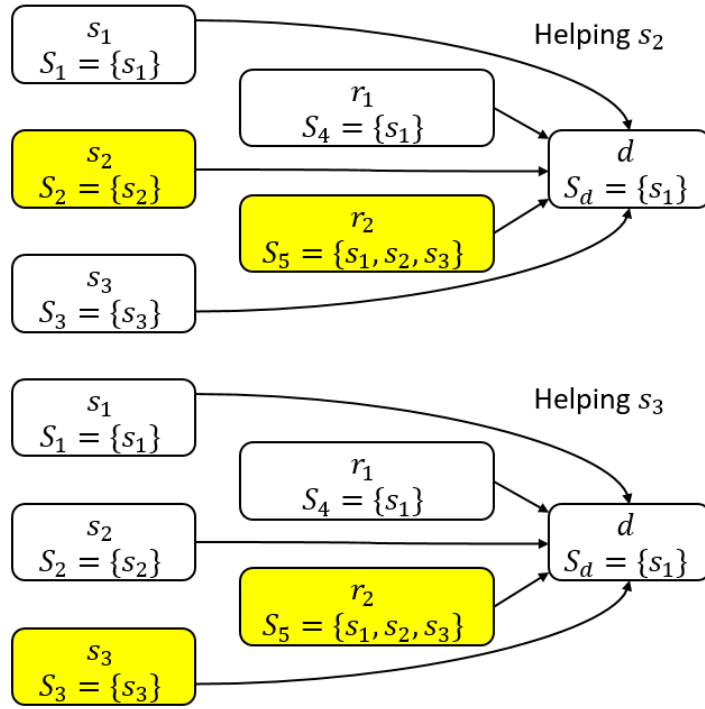 s₁
S₁ = {s₁}
Helping s₂
r₁
S₄ = {s₁}
s₂
S₂ = {s₂}
d
S_d = {s₁}
r₂
S₅ = {s₁, s₂, s₃}
s₃
S₃ = {s₃}
s₁
S₁ = {s₁}
Helping s₃
r₁
S₄ = {s₁}
s₂
S₂ = {s₂}
d
S_d = {s₁}
r₂
S₅ = {s₁, s₂, s₃}
s₃
S₃ = {s₃}